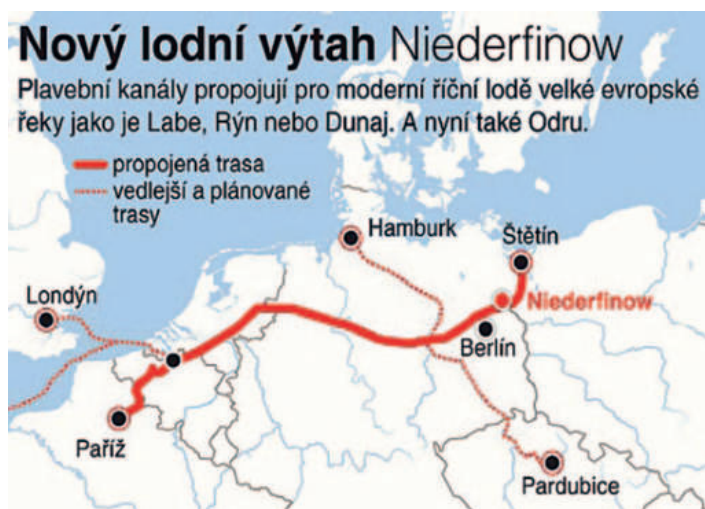 Nový lodní výtah Niederfinow
Plavební kanály propojují pro moderní říční lodě velké evropské
řeky jako je Labe, Rýn nebo Dunaj. A nyní také Odru.
propojená trasa
vedlejší a plánované
trasy
Hamburk
Štětín
Londýn
Niederfinow
Berlín
Paříž
Pardubice